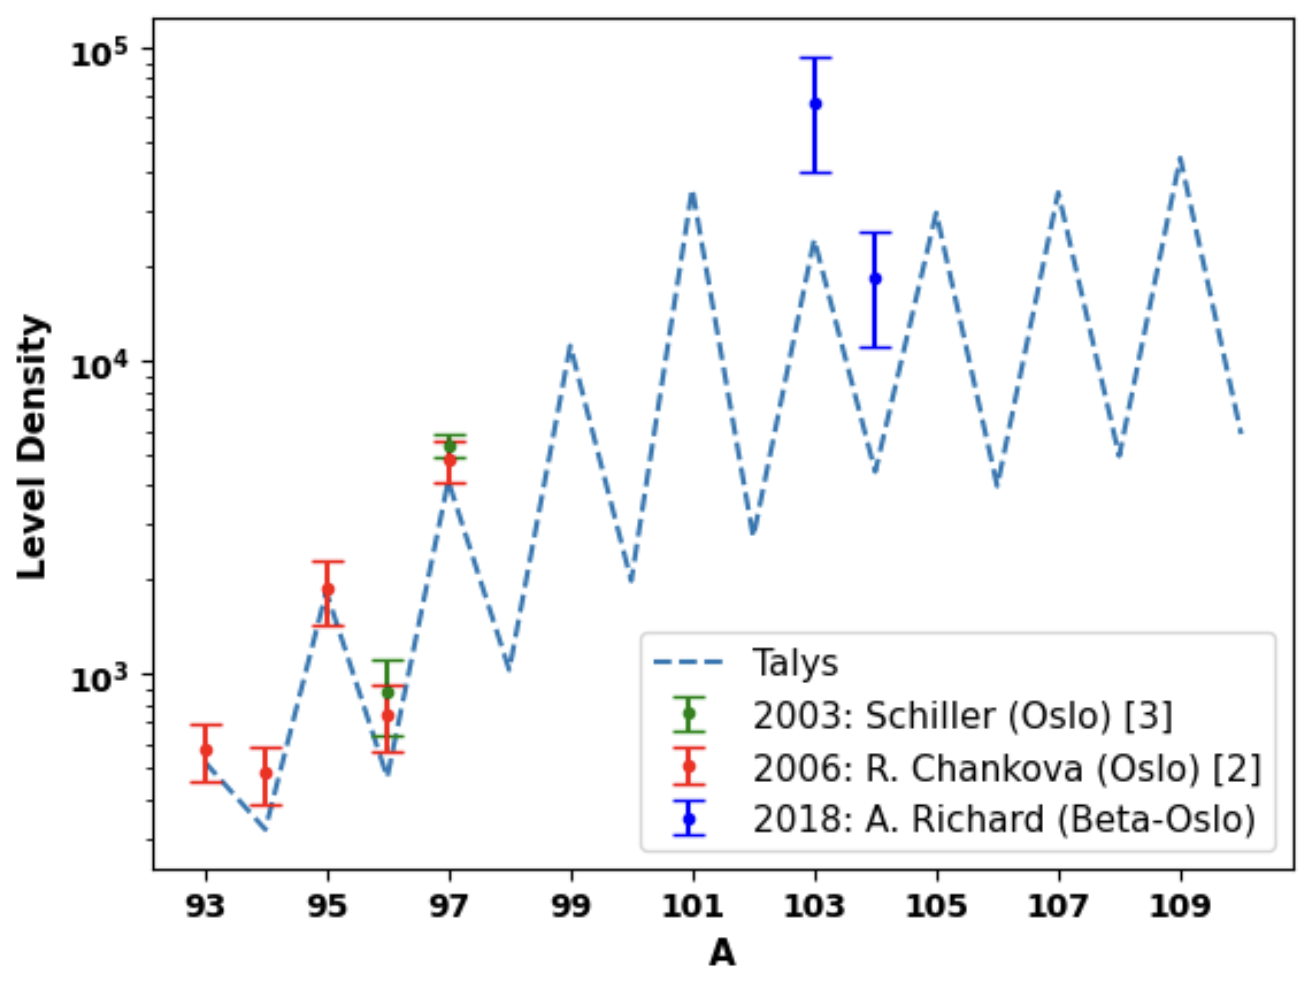 Level Density
10⁵
10⁴
10³
Talys
2003: Schiller (Oslo) [3]
2006: R. Chankova (Oslo) [2]
2018: A. Richard (Beta-Oslo)
93 95 97 99 101 103 105 107 109
A